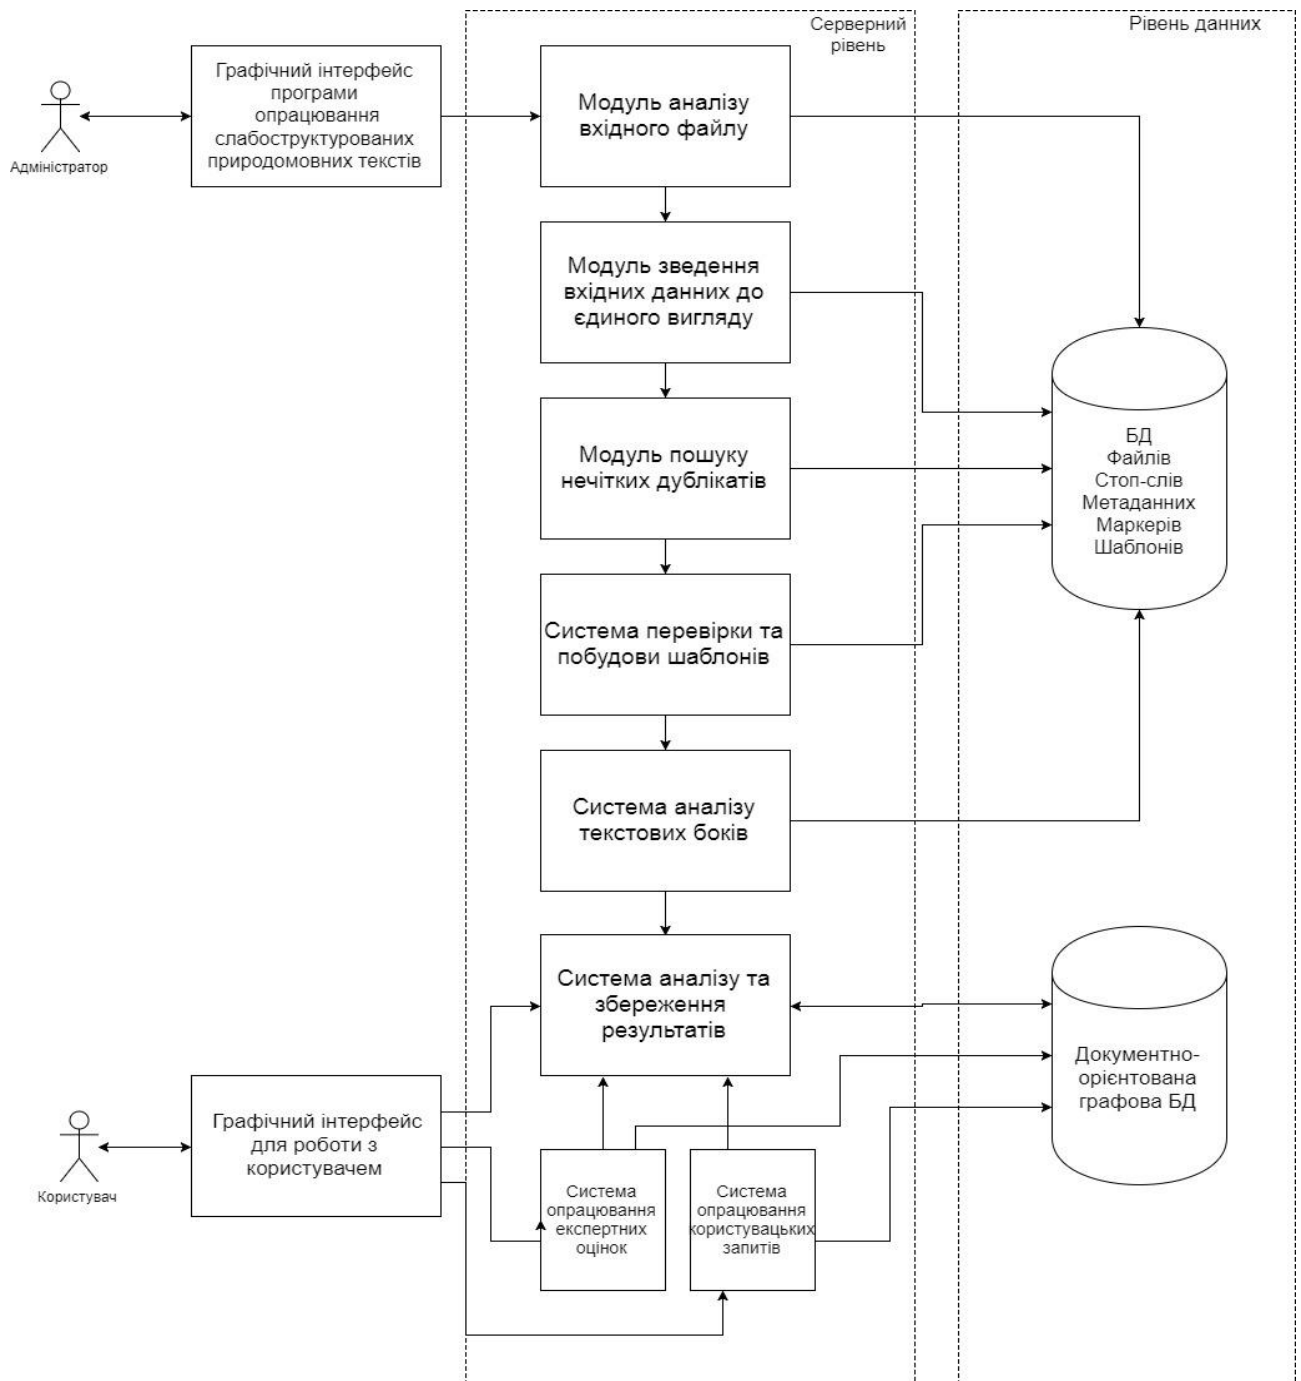 Серверний
рівень
Рівень данних
Графічний інтерфейс
програми
опрацювання
слабоструктурованих
природомовних текстів
Адміністратор
Модуль аналізу
вхідного файлу
Модуль зведення
вхідних данних до
єдиного вигляду
Модуль пошуку
нечітких дублікатів
БД
Файлів
Стоп-слів
Метаданних
Маркерів
Шаблонів
Система перевірки та
побудови шаблонів
Система аналізу
текстових боків
Система аналізу та
збереження
результатів
Документно-
орієнтована
графова БД
Графічний інтерфейс
для роботи з
користувачем
Користувач
Система
опрацювання
експертних
оцінок
Система
опрацювання
користувацьких
запитів